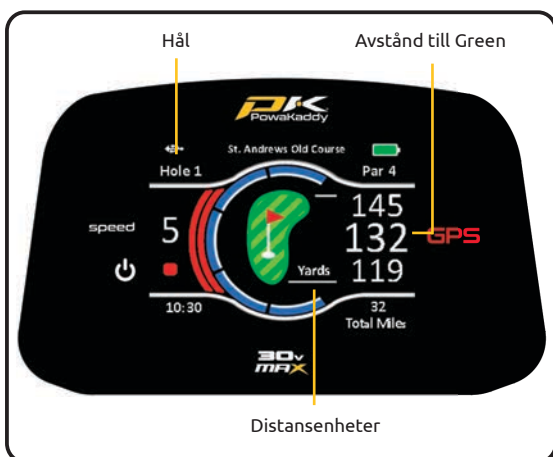 Hål
Avstånd till Green
PK
PowaKaddy
St. Andrews Old Course
Hole 1
Par 4
145
speed 5
132 GPS
Yards
119
10:30
32
Total Miles
30v
MAX
Distansenheter